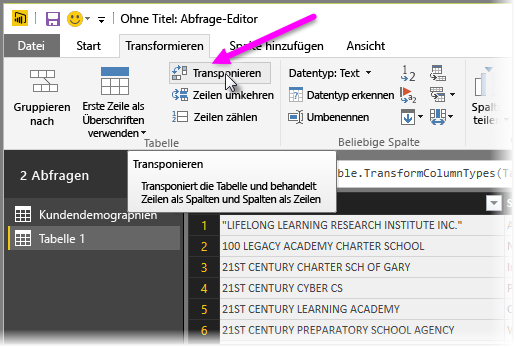 Ohne Titel: Abfrage-Editor
Datei Start Transformieren Spalte hinzufügen Ansicht
Gruppieren nach
Erste Zeile als Überschriften verwenden
Transponieren
Zeilen umkehren
Zeilen zählen
Tabelle
Datentyp: Text
Datentyp erkennen
Umbenennen
Beliebige Spalte
1 2
Spalte
teilen
Transponieren
Transponiert die Tabelle und behandelt
Zeilen als Spalten und Spalten als Zeilen
ble.TransformColumnTypes(Ta
2 Abfragen
Kundendemographien
Tabelle 1
1 "LIFELONG LEARNING RESEARCH INSTITUTE INC."
2 100 LEGACY ACADEMY CHARTER SCHOOL
3 21ST CENTURY CHARTER SCH OF GARY
4 21ST CENTURY CYBER CS
5 21ST CENTURY LEARNING ACADEMY
6 21ST CENTURY PREPARATORY SCHOOL AGENCY